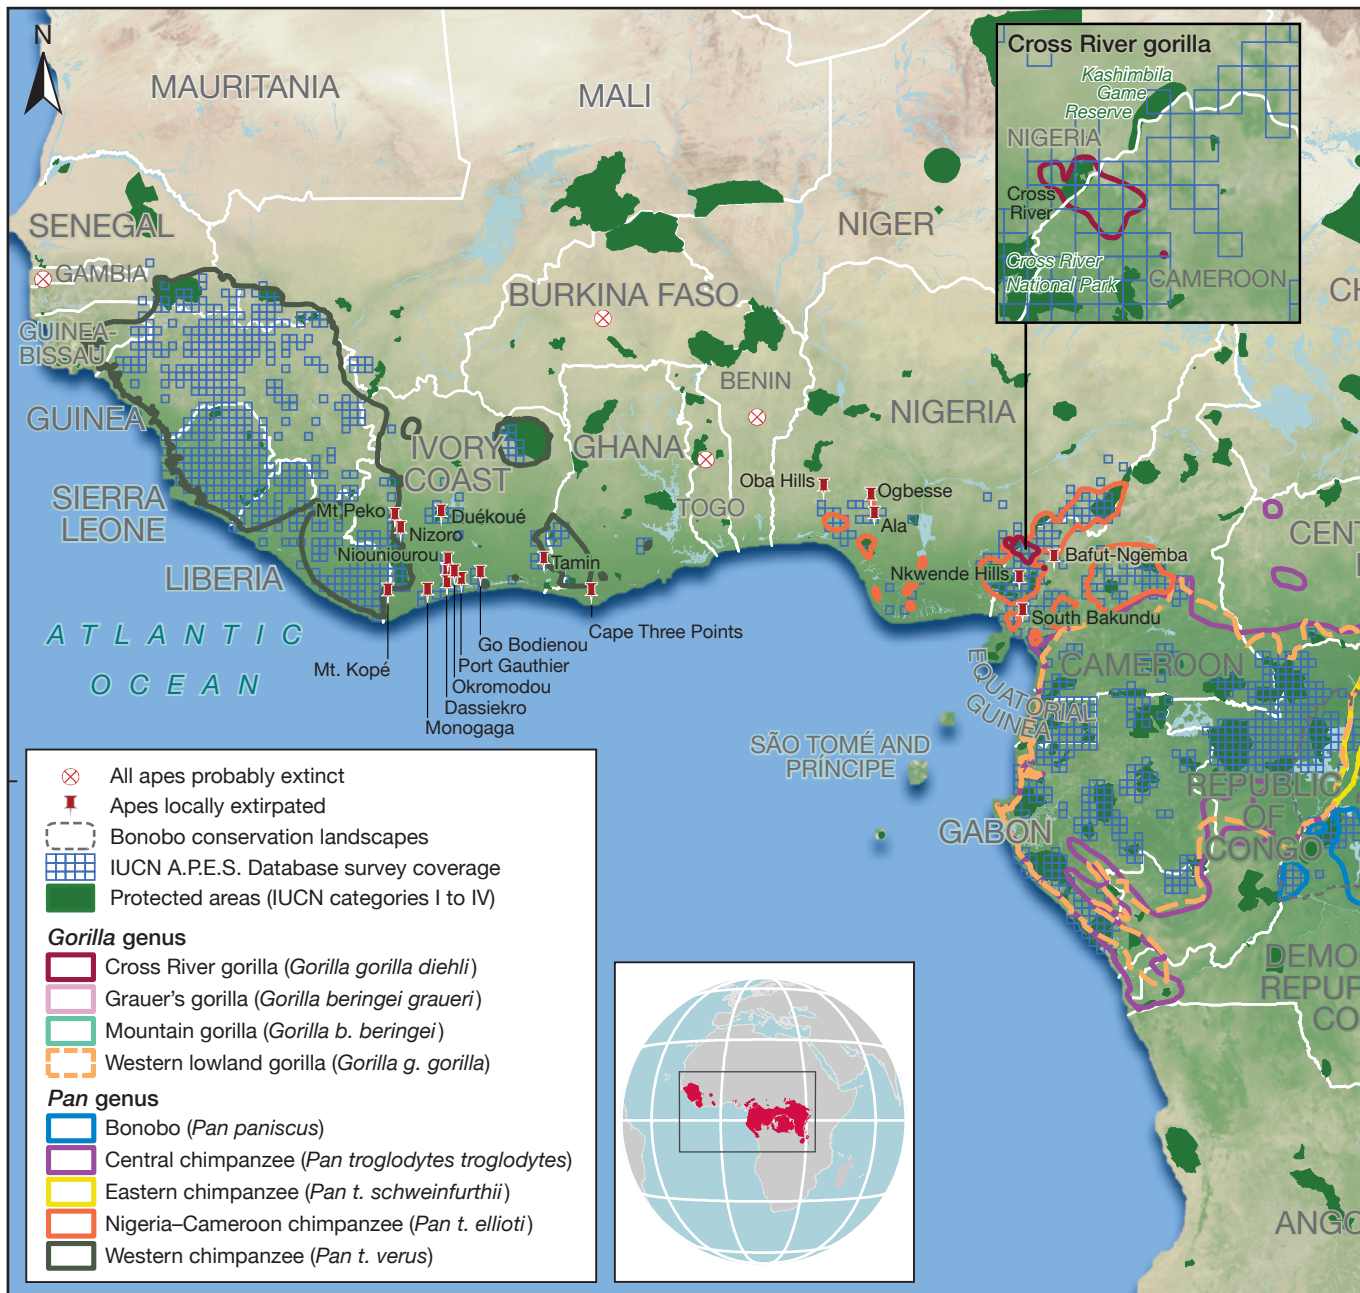 N
MAURITANIA
MALI
NIGER
SENEGAL
GAMBIA
GUINEA-
BISSAU
GUINEA
SIERRA
LEONE
LIBERIA
BURKINA FASO
BENIN
NIGERIA
IVORY
COAST
GHANA
TOGO
CH
CENT
Cross River gorilla
Kashimbila
Game
Reserve
NIGERIA
Cross
River
Cross River
National Park
CAMEROON
Oba Hills
Ogbesse
Ala
Mt Peko
Duékoué
Nizoro
Niouniourou
Tamin
Nkwende Hills
Bafut-Ngemba
South Bakundu
Cape Three Points
Go Bodienou
Port Gauthier
Okromodou
Dassiekro
Monogaga
Mt. Kopé
ATLANTIC
OCEAN
CAMEROON
EQUATORIAL
GUINEA
SÃO TOMÉ AND
PRÍNCIPE
GABON
REPUBLIC
OF
CONGO
DEMO
REPUB
CO
ANGO
All apes probably extinct
Apes locally extirpated
Bonobo conservation landscapes
IUCN A.P.E.S. Database survey coverage
Protected areas (IUCN categories I to IV)
Gorilla genus
Cross River gorilla (Gorilla gorilla diehli)
Grauer's gorilla (Gorilla beringei graueri)
Mountain gorilla (Gorilla b. beringei)
Western lowland gorilla (Gorilla g. gorilla)
Pan genus
Bonobo (Pan paniscus)
Central chimpanzee (Pan troglodytes troglodytes)
Eastern chimpanzee (Pan t. schweinfurthii)
Nigeria–Cameroon chimpanzee (Pan t. ellioti)
Western chimpanzee (Pan t. verus)